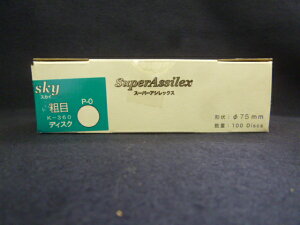 sky
スカイ
粗目
P-0
K-360
ディスク
SuperAssilex
スーパーアシレックス
形状：φ75mm
数量：100 Discs